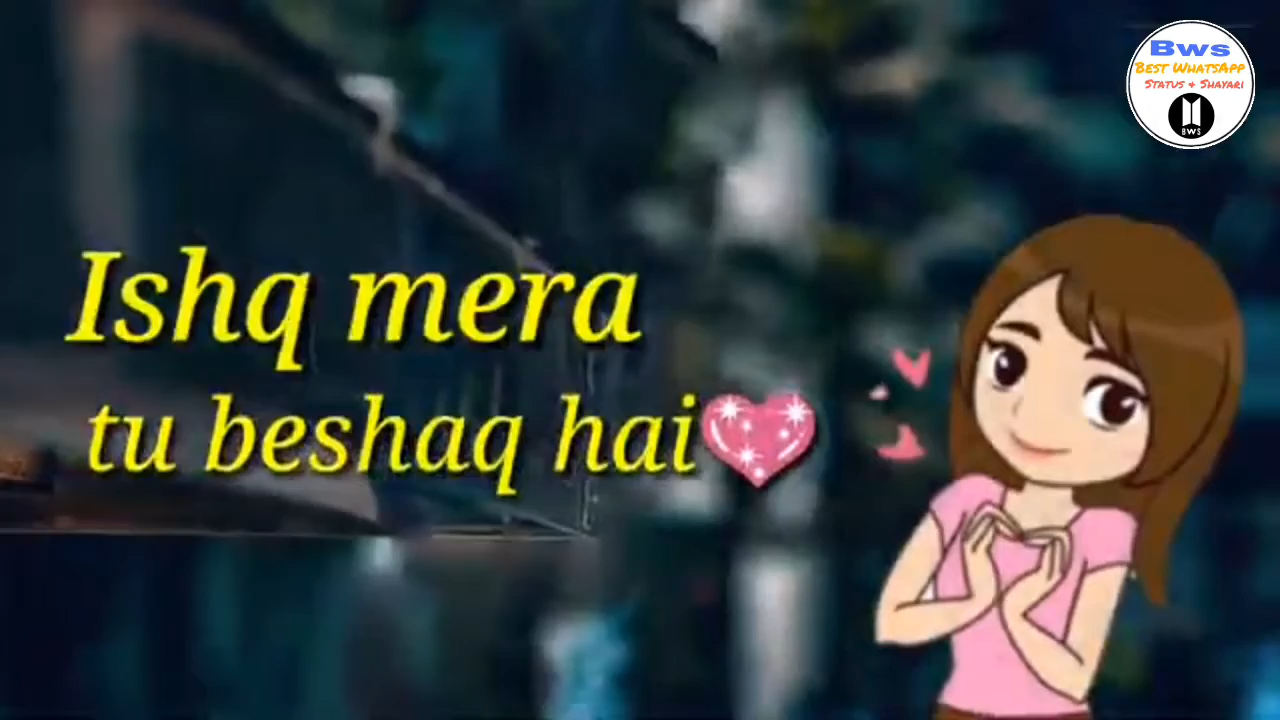 Bws
Best WhatsApp
Status & Shayari
BWS
Ishq mera
tu beshaq hai